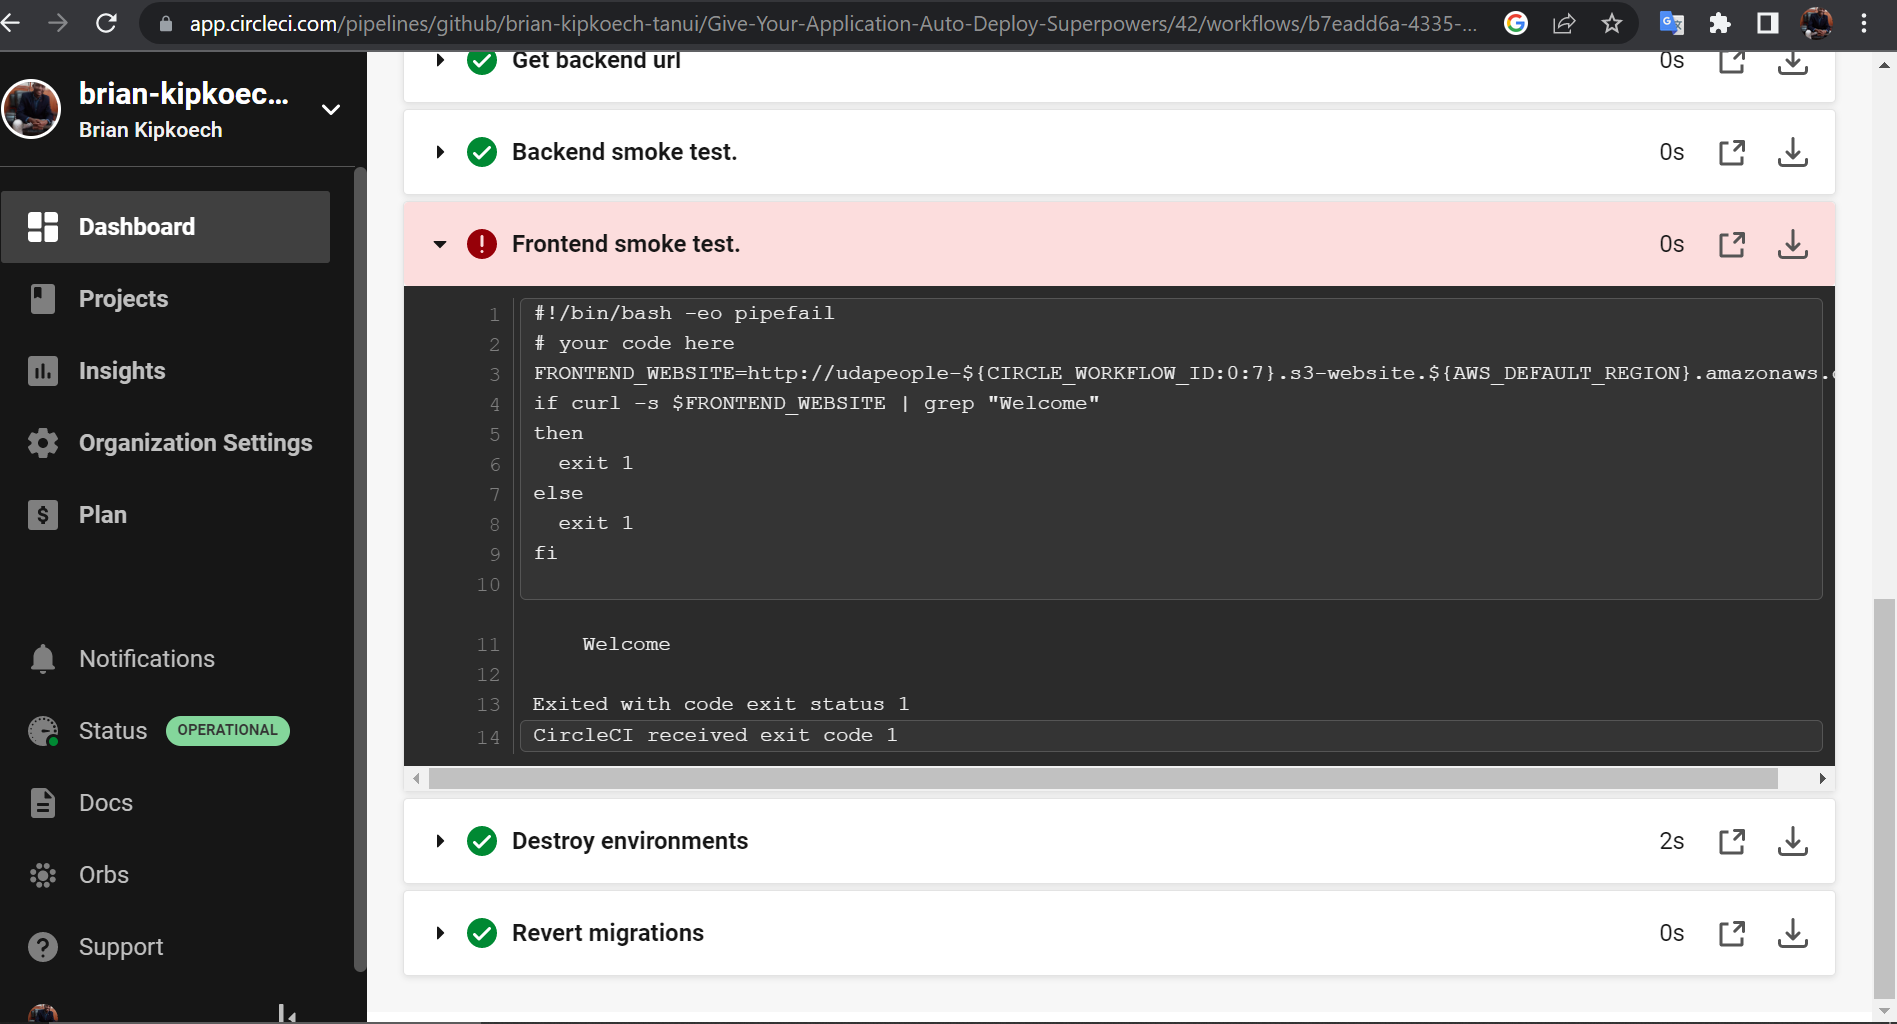 app.circleci.com/pipelines/github/brian-kipkoech-tanui/Give-Your-Application-Auto-Deploy-Superpowers/42/workflows/b7eadd6a-4335-...
brian-kipkoec...
Brian Kipkoech
Dashboard
Projects
Insights
Organization Settings
$ Plan
Notifications
Status OPERATIONAL
Docs
Orbs
? Support
Get backend url 0s
Backend smoke test. 0s
! Frontend smoke test. 0s
1 #!/bin/bash -eo pipefail
2 # your code here
3 FRONTEND_WEBSITE=http://udapeople-${CIRCLE_WORKFLOW_ID:0:7}.s3-website.${AWS_DEFAULT_REGION}.amazonaws.
4 if curl -s $FRONTEND_WEBSITE | grep "Welcome"
5 then
6 exit 1
7 else
8 exit 1
9 fi
10
11 Welcome
12
13 Exited with code exit status 1
14 CircleCI received exit code 1
Destroy environments 2s
Revert migrations 0s